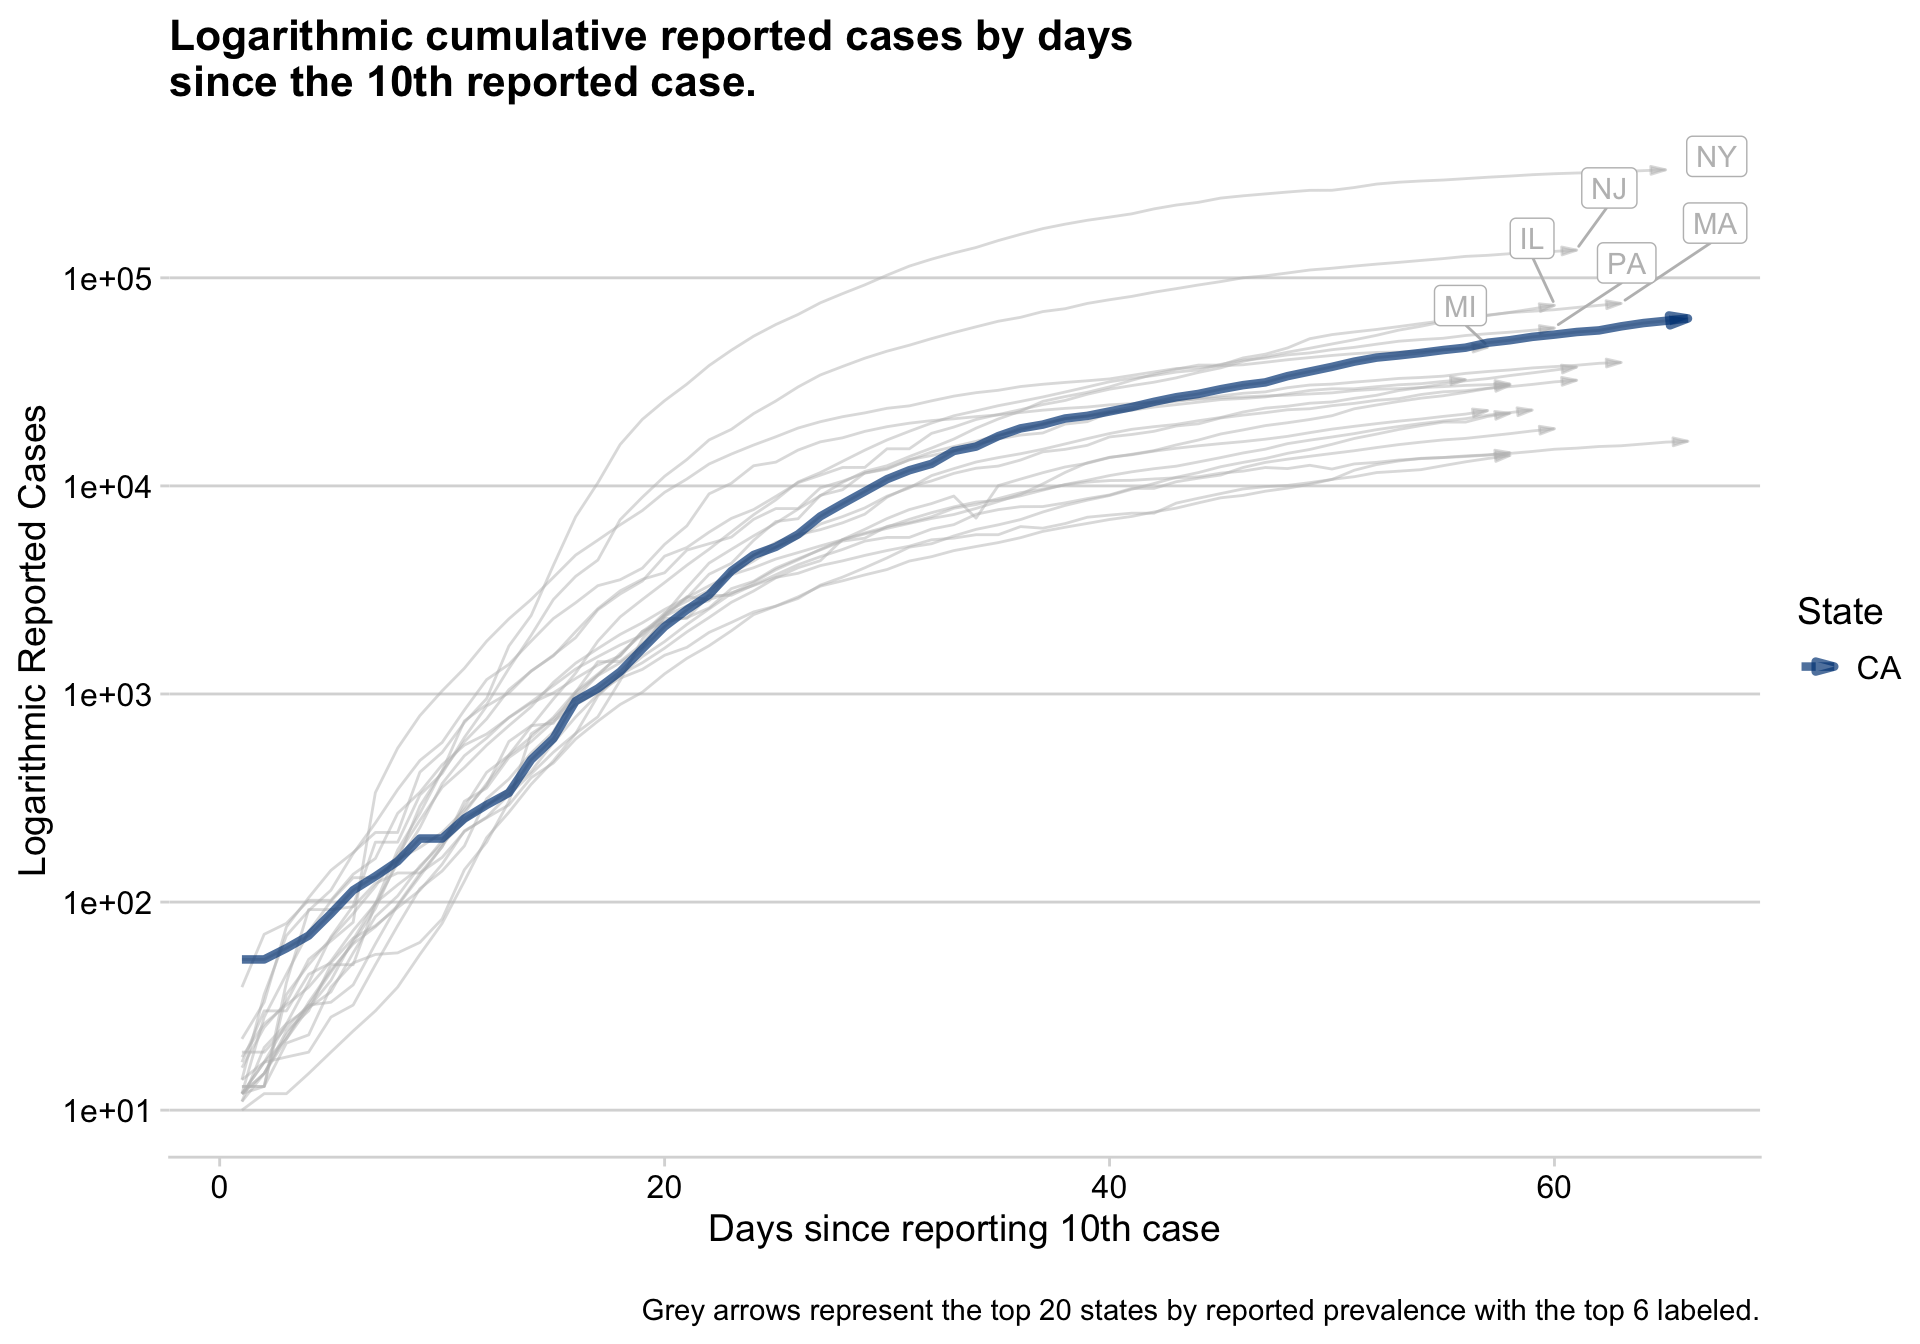 Logarithmic cumulative reported cases by days
since the 10th reported case.
NY
NJ
MA
IL
PA
MI
1e+05
1e+04
1e+03
1e+02
1e+01
Logarithmic Reported Cases
State
CA
0 20 40 60
Days since reporting 10th case
Grey arrows represent the top 20 states by reported prevalence with the top 6 labeled.